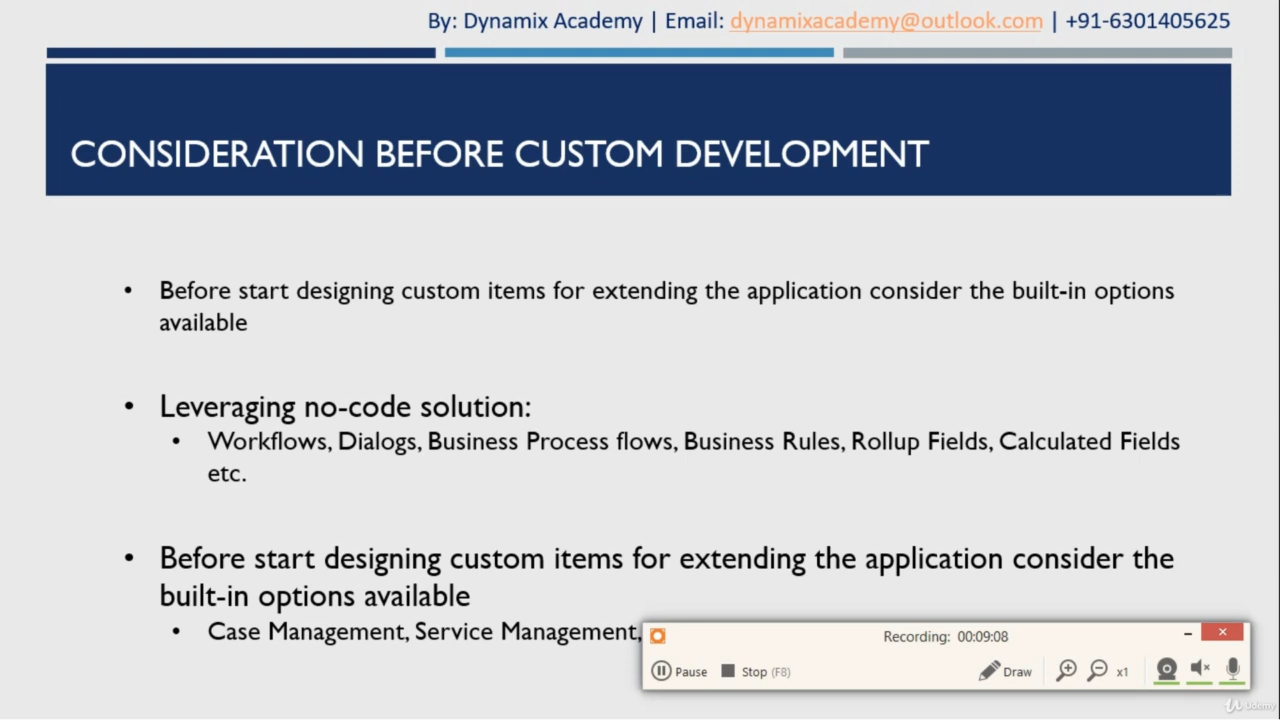 By: Dynamix Academy | Email: dynamixacademy@outlook.com | +91-6301405625
CONSIDERATION BEFORE CUSTOM DEVELOPMENT
• Before start designing custom items for extending the application consider the built-in options
available
• Leveraging no-code solution:
• Workflows, Dialogs, Business Process flows, Business Rules, Rollup Fields, Calculated Fields
etc.
• Before start designing custom items for extending the application consider the
built-in options available
• Case Management, Service Management,
Recording: 00:09:08
Pause Stop (F8) Draw x1
Udemy